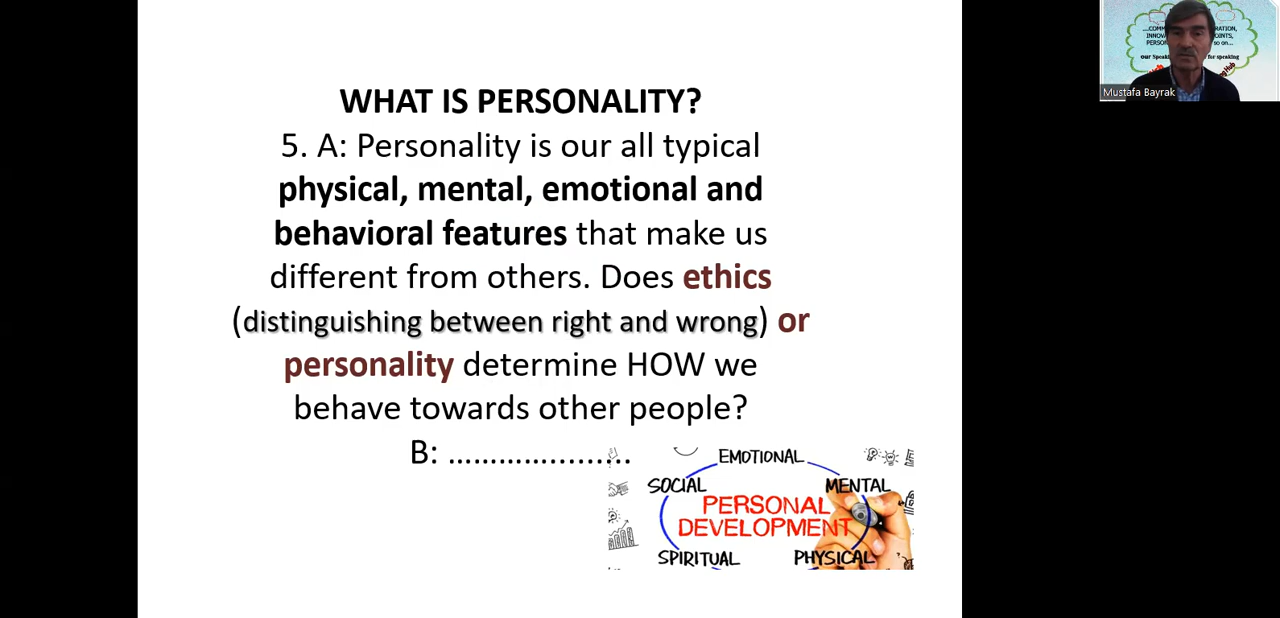 WHAT IS PERSONALITY?
5. A: Personality is our all typical
physical, mental, emotional and
behavioral features that make us
different from others. Does ethics
(distinguishing between right and wrong) or
personality determine HOW we
behave towards other people?
B: ......................
EMOTIONAL
SOCIAL
MENTAL
PERSONAL
DEVELOPMENT
SPIRITUAL
PHYSICAL
for speaking
Mustafa Bayrak